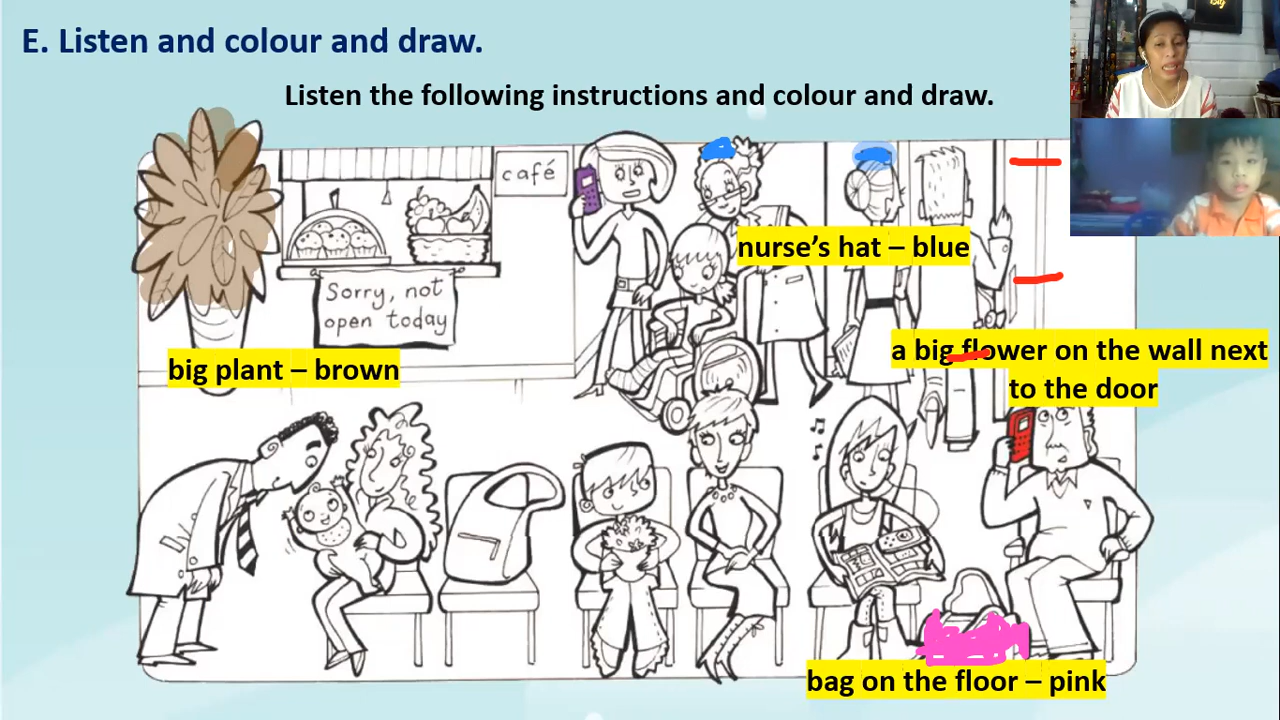 E. Listen and colour and draw.
Listen the following instructions and colour and draw.
café
nurse's hat – blue
Sorry, not
open today
a big flower on the wall next
to the door
big plant – brown
bag on the floor – pink